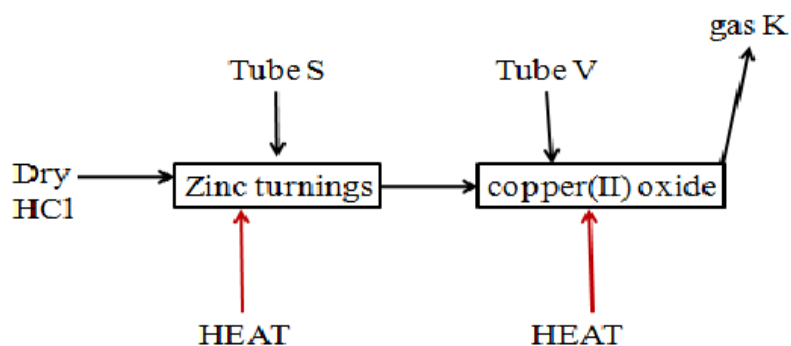 gas K
Tube S
Tube V
Dry
HCl
Zinc turnings
copper(II) oxide
HEAT
HEAT